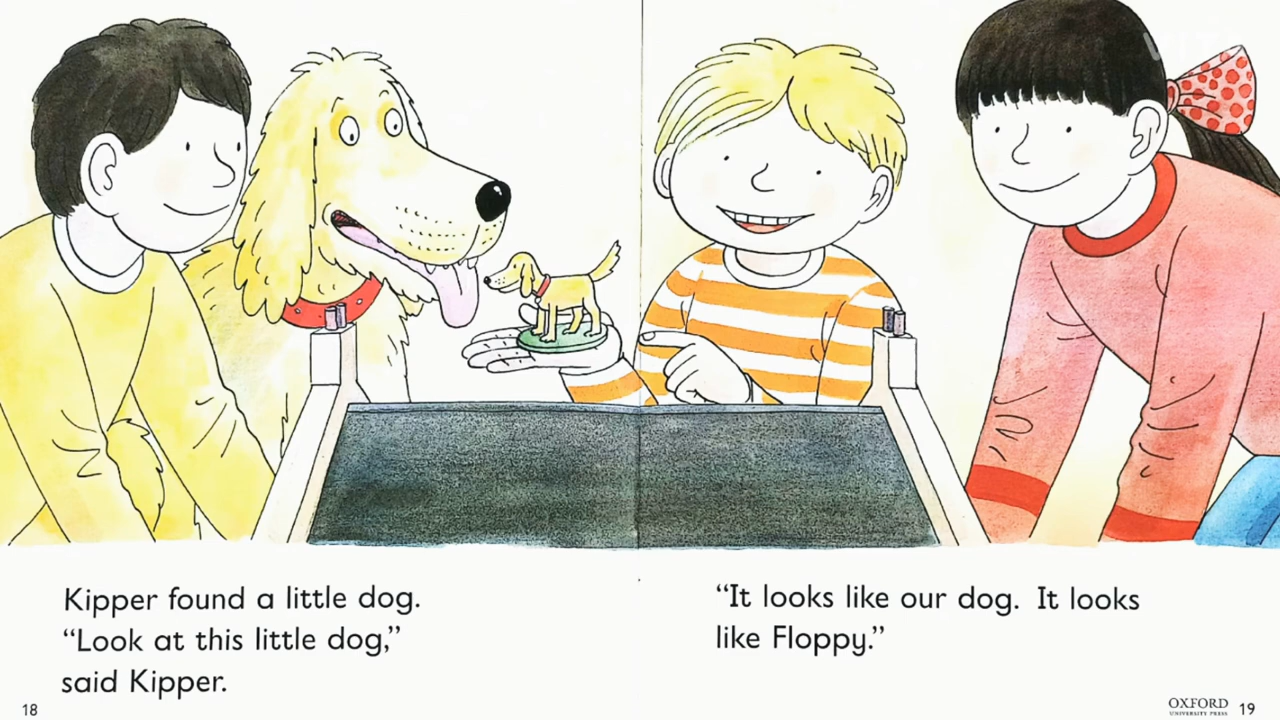 Kipper found a little dog.
“Look at this little dog,”
said Kipper.
18
“It looks like our dog. It looks
like Floppy.”
OXFORD
UNIVERSITY PRESS
19